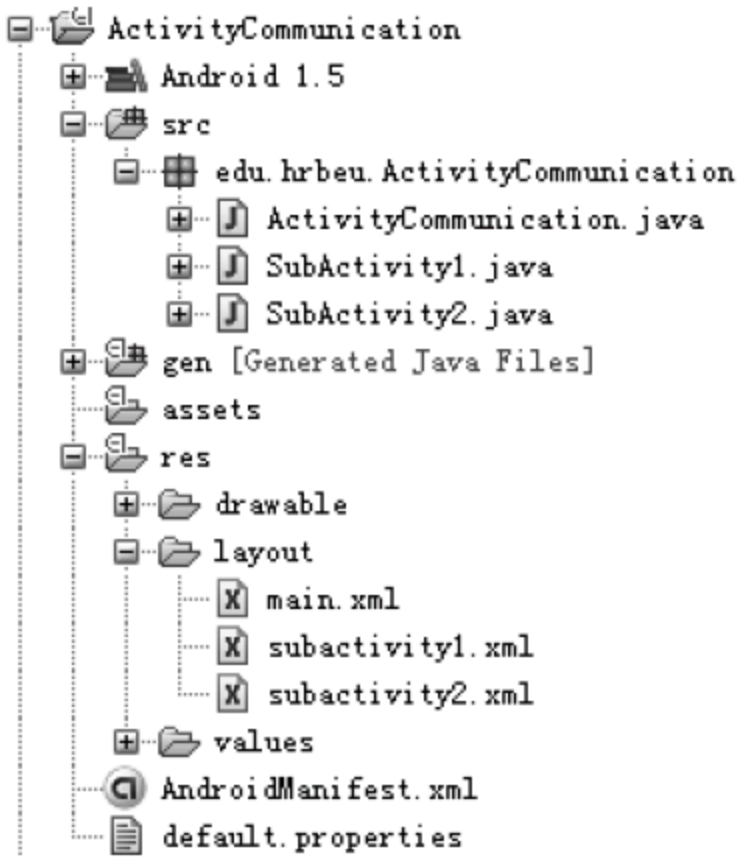 ActivityCommunication
Android 1.5
src
edu.hrbeu.ActivityCommunication
ActivityCommunication.java
SubActivity1.java
SubActivity2.java
gen [Generated Java Files]
assets
res
drawable
layout
main.xml
subactivity1.xml
subactivity2.xml
values
AndroidManifest.xml
default.properties